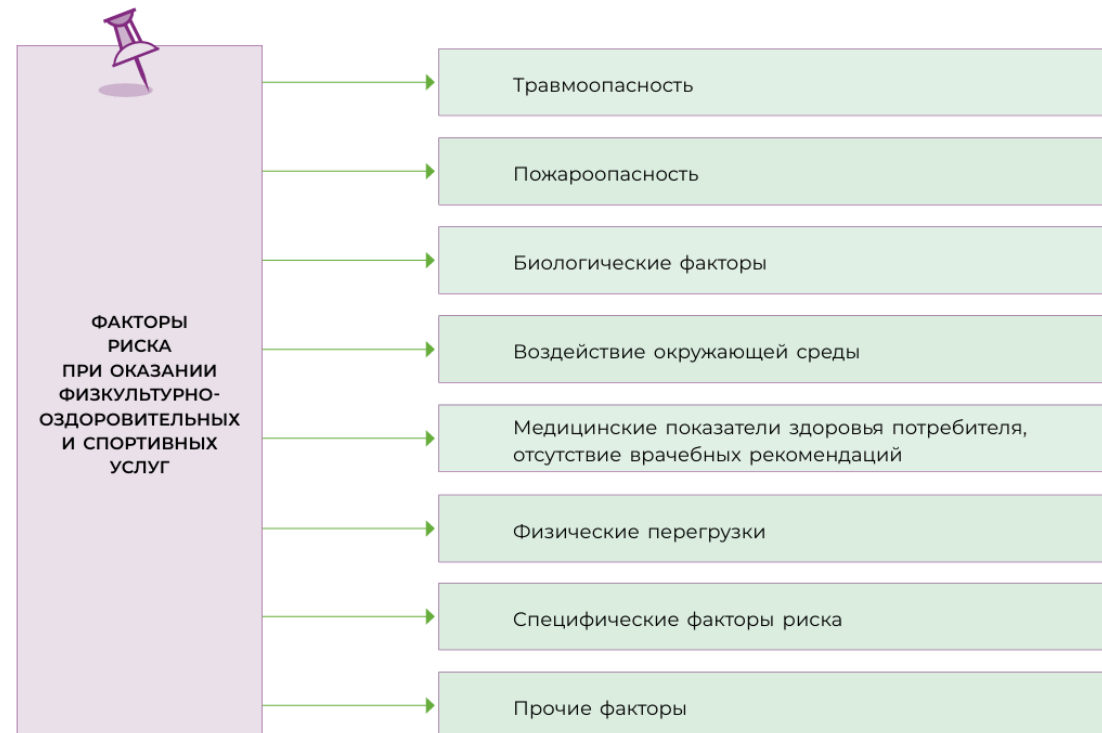 ФАКТОРЫ
РИСКА
ПРИ ОКАЗАНИИ
ФИЗКУЛЬТУРНО-
ОЗДОРОВИТЕЛЬНЫХ
И СПОРТИВНЫХ
УСЛУГ
Травмоопасность
Пожароопасность
Биологические факторы
Воздействие окружающей среды
Медицинские показатели здоровья потребителя,
отсутствие врачебных рекомендаций
Физические перегрузки
Специфические факторы риска
Прочие факторы